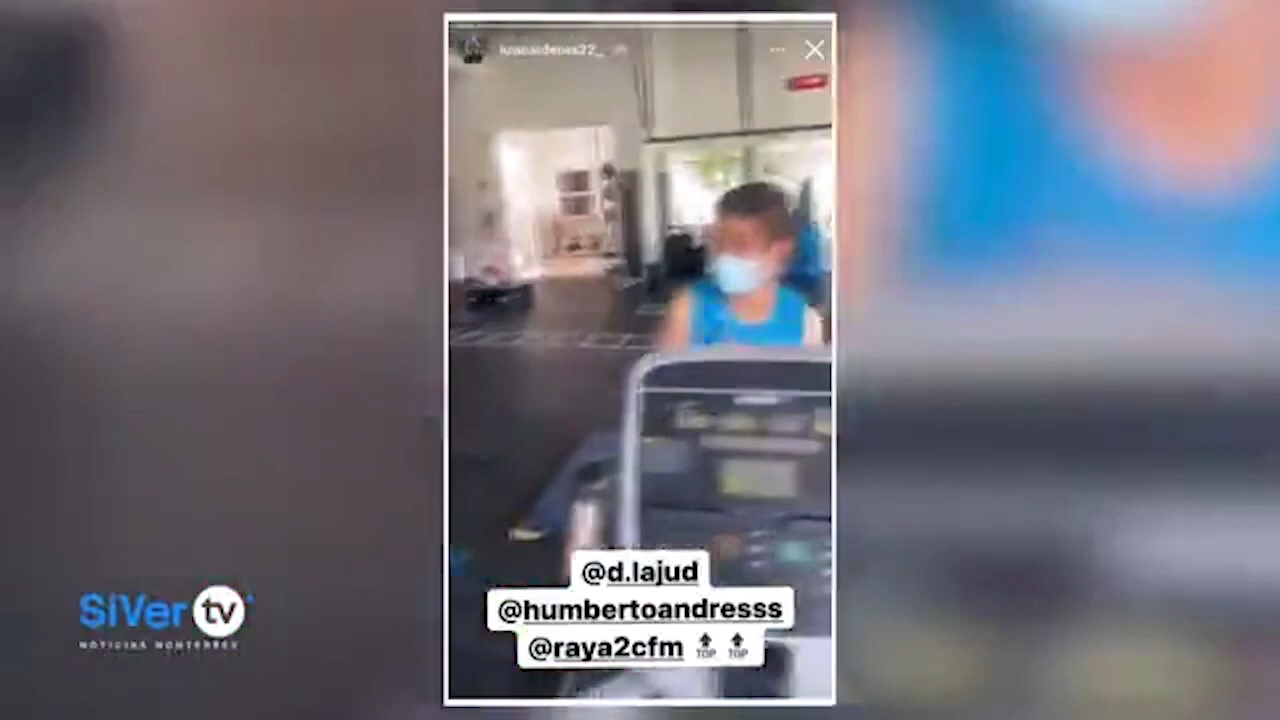 @d.lajud
@humbertoandresss
@raya2cfm TOP TOP
SiVer tv
NOTICIAS MONTERREY